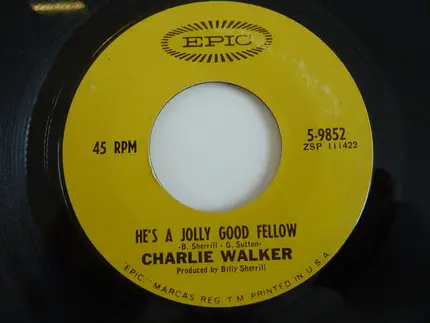 EPIC
45 RPM
5-9852
ZSP 111422
HE'S A JOLLY GOOD FELLOW
-B. Sherrill - G. Sutton-
CHARLIE WALKER
Produced by Billy Sherrill
"EPIC," MARCAS REG. T.M. PRINTED IN U.S.A.